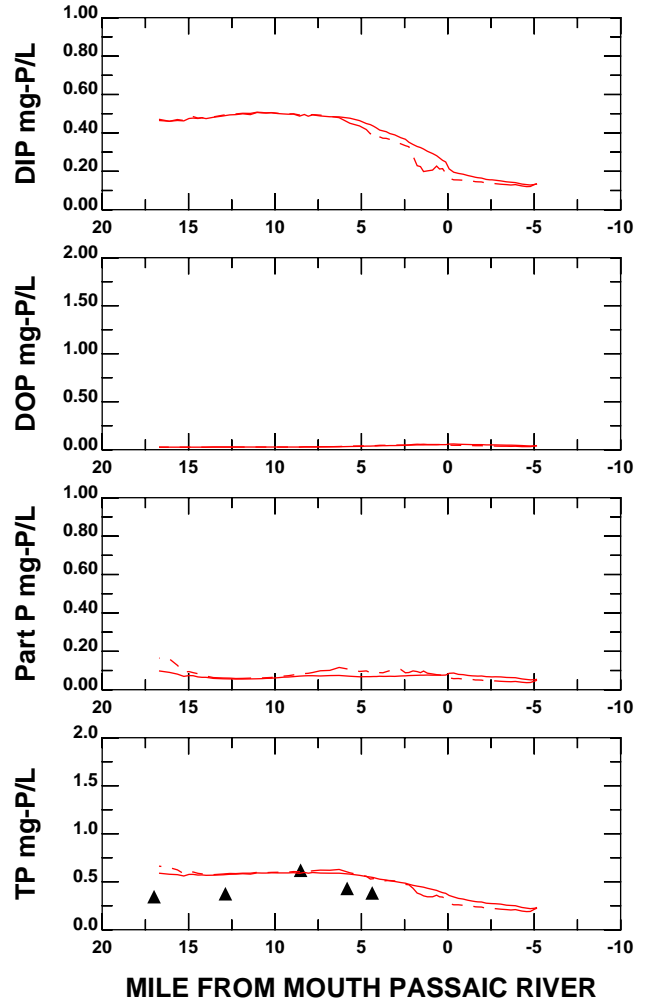 DIP mg-P/L
1.00
0.80
0.60
0.40
0.20
0.00
20 15 10 5 0 -5 -10
DOP mg-P/L
2.00
1.50
1.00
0.50
0.00
20 15 10 5 0 -5 -10
Part P mg-P/L
1.00
0.80
0.60
0.40
0.20
0.00
20 15 10 5 0 -5 -10
TP mg-P/L
2.0
1.5
1.0
0.5
0.0
20 15 10 5 0 -5 -10
MILE FROM MOUTH PASSAIC RIVER